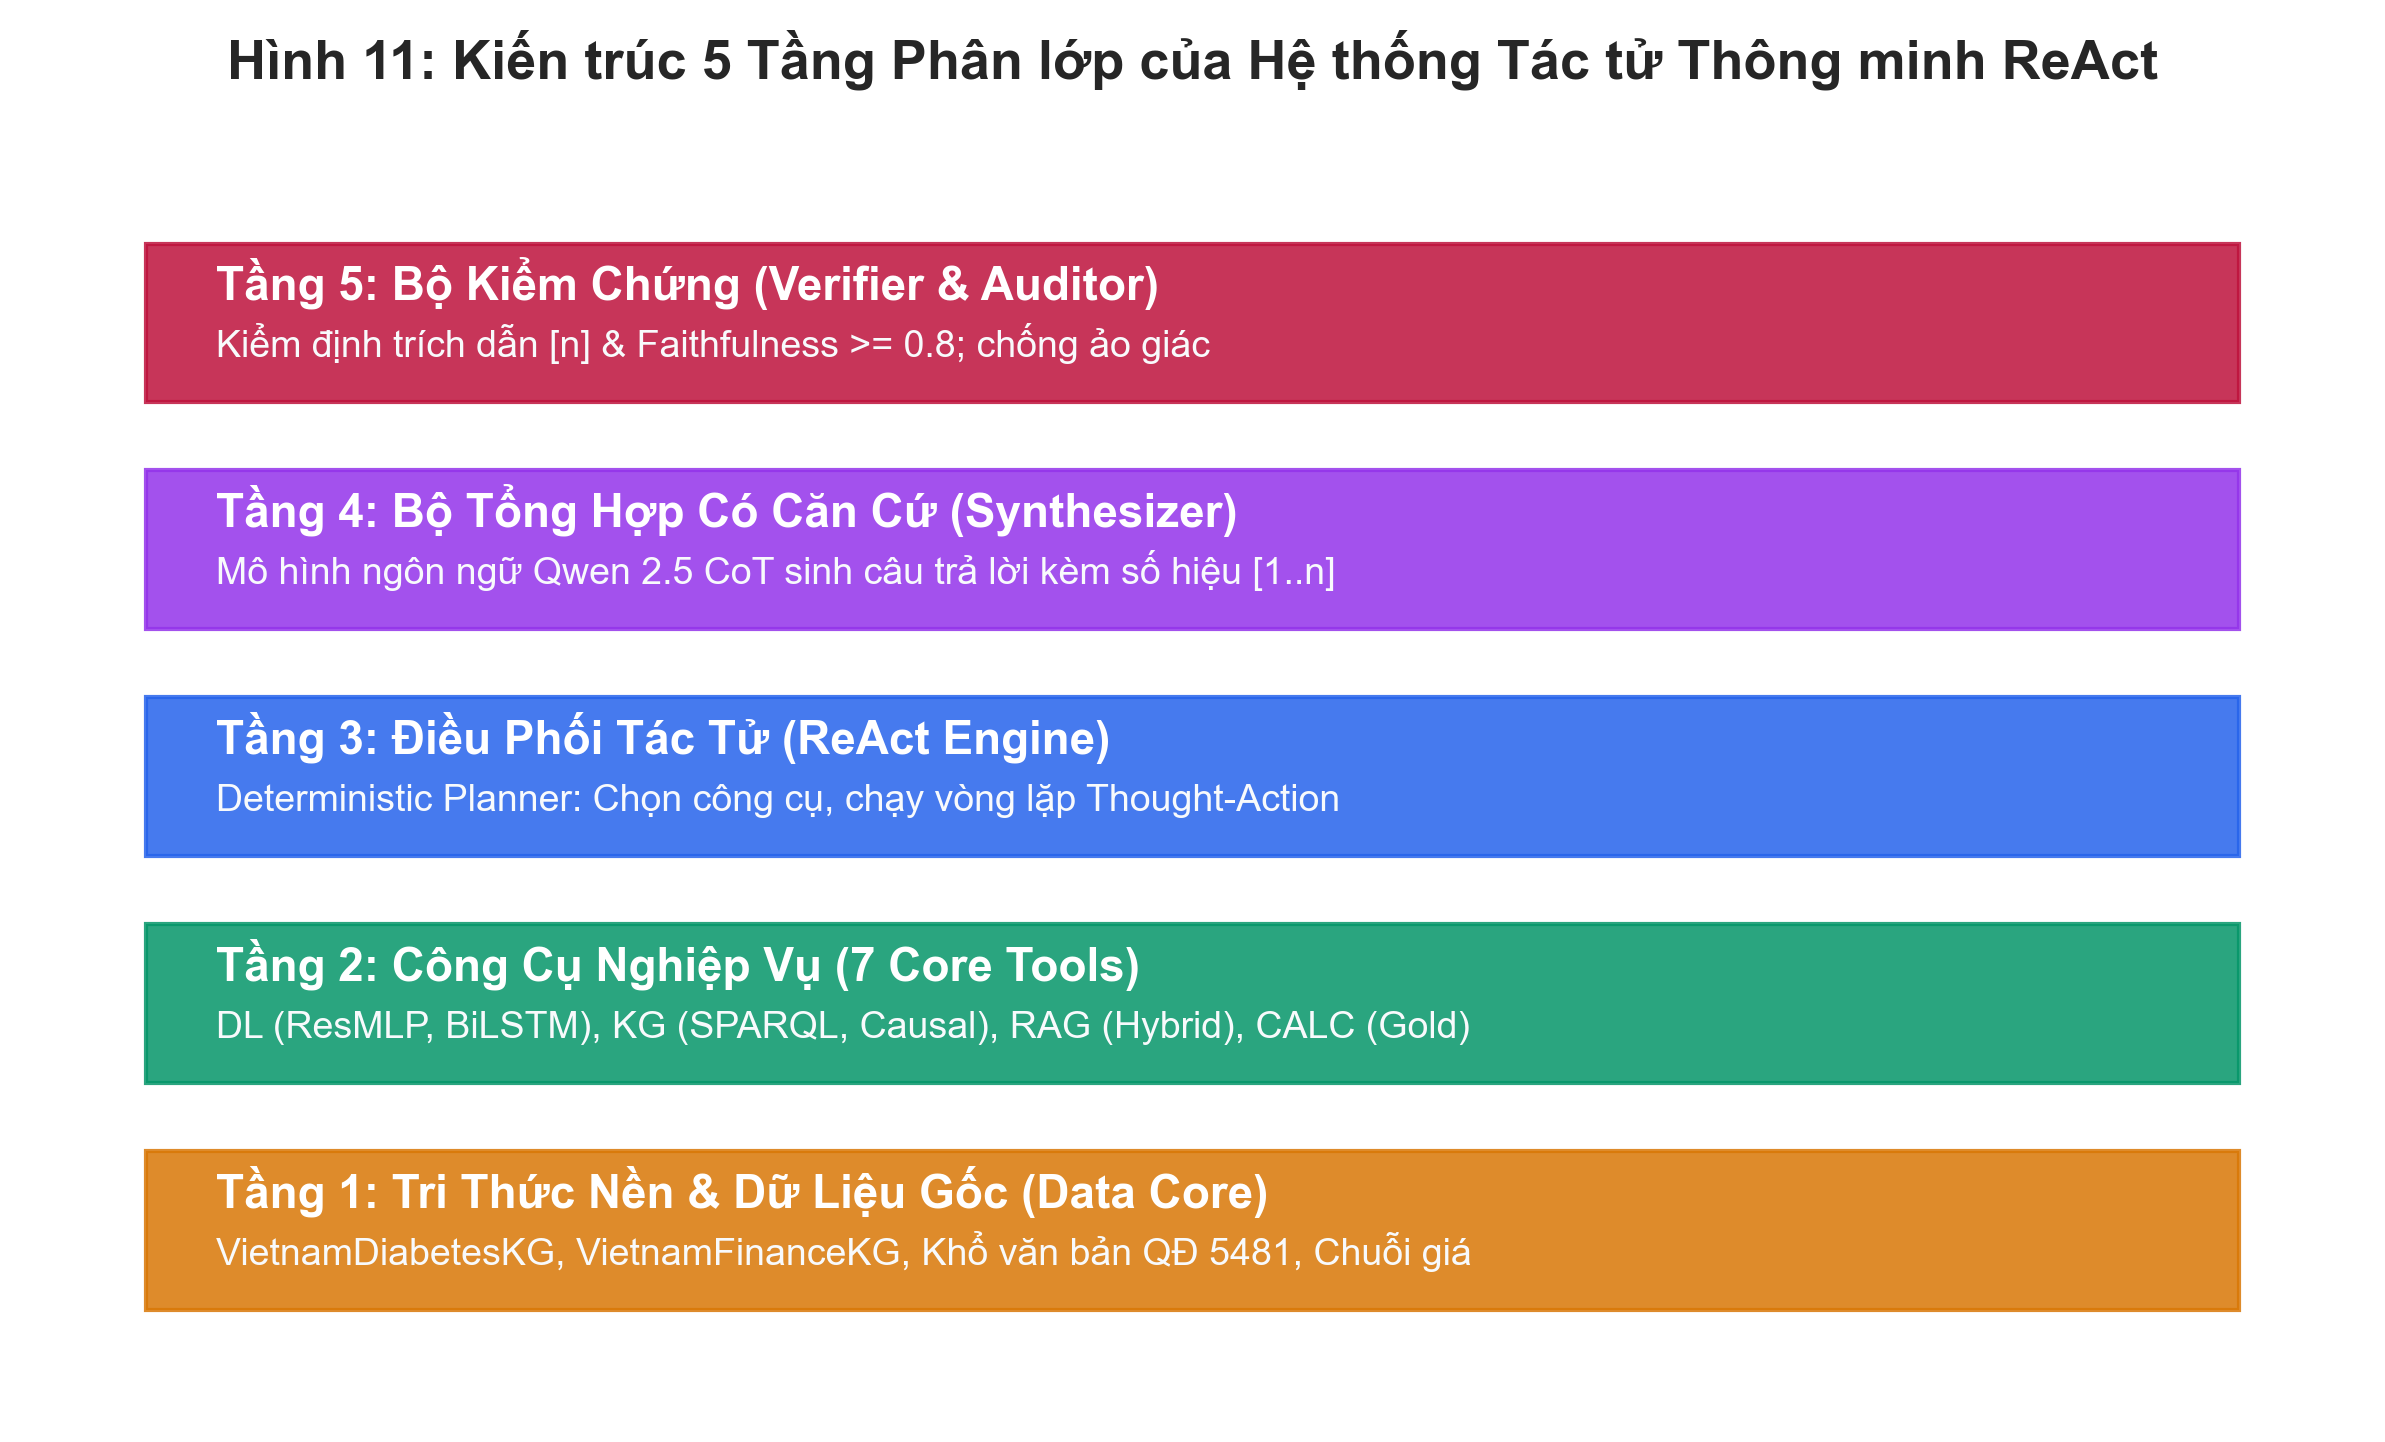 Hình 11: Kiến trúc 5 Tầng Phân lớp của Hệ thống Tác tử Thông minh ReAct
Tầng 5: Bộ Kiểm Chứng (Verifier & Auditor)
Kiểm định trích dẫn [n] & Faithfulness >= 0.8; chống ảo giác
Tầng 4: Bộ Tổng Hợp Có Căn Cứ (Synthesizer)
Mô hình ngôn ngữ Qwen 2.5 CoT sinh câu trả lời kèm số hiệu [1..n]
Tầng 3: Điều Phối Tác Tử (ReAct Engine)
Deterministic Planner: Chọn công cụ, chạy vòng lặp Thought-Action
Tầng 2: Công Cụ Nghiệp Vụ (7 Core Tools)
DL (ResMLP, BiLSTM), KG (SPARQL, Causal), RAG (Hybrid), CALC (Gold)
Tầng 1: Tri Thức Nền & Dữ Liệu Gốc (Data Core)
VietnamDiabetesKG, VietnamFinanceKG, Khổ văn bản QĐ 5481, Chuỗi giá